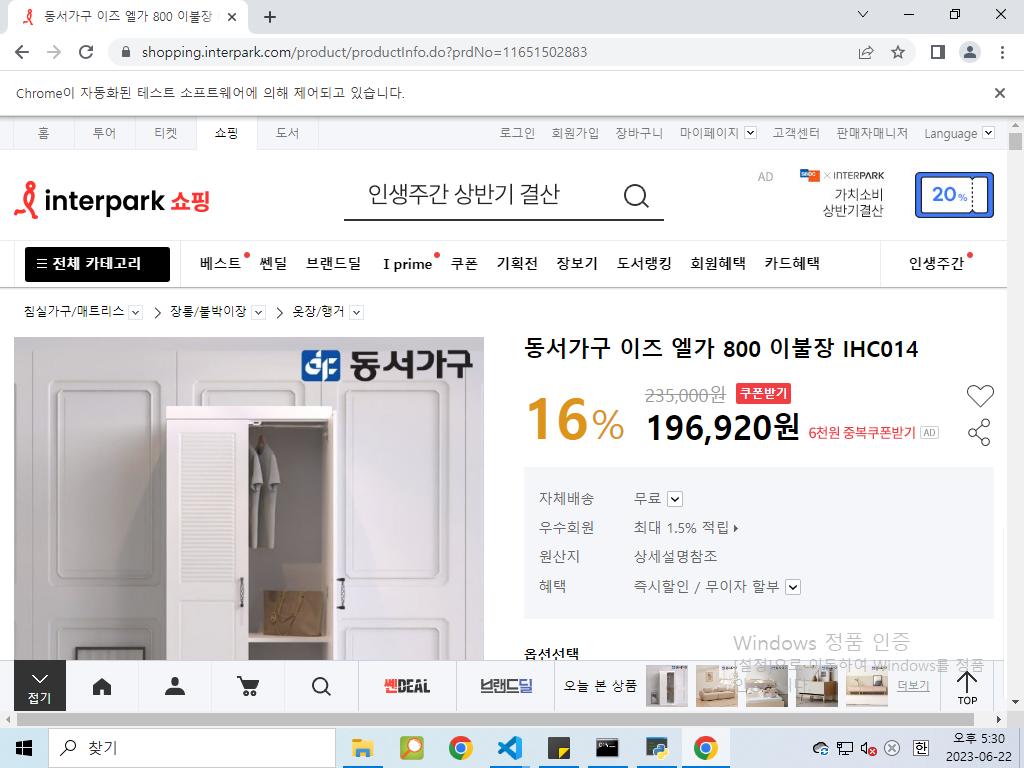 동서가구 이즈 엘가 800 이불장
shopping.interpark.com/product/productInfo.do?prdNo=11651502883
Chrome이 자동화된 테스트 소프트웨어에 의해 제어되고 있습니다.
홈 투어 티켓 쇼핑 도서 로그인 회원가입 장바구니 마이페이지 고객센터 판매자매니저 Language
interpark 쇼핑
인생주간 상반기 결산
AD
× INTERPARK
가치소비
상반기결산
20%
전체 카테고리 베스트 쎈딜 브랜드딜 I prime 쿠폰 기획전 장보기 도서랭킹 회원혜택 카드혜택 인생주간
침실가구/매트리스 장롱/붙박이장 옷장/행거
동서가구
동서가구 이즈 엘가 800 이불장 IHC014
16%
235,000원 쿠폰받기
196,920원 6천원 중복쿠폰받기 AD
자체배송 무료
우수회원 최대 1.5% 적립
원산지 상세설명참조
혜택 즉시할인 / 무이자 할부
옵션선택
Windows 정품 인증
[설정]으로 이동하여 Windows를 정품
접기
쎈DEAL
브랜드딜
오늘 본 상품
더보기
TOP
찾기
한
오후 5:30
2023-06-22